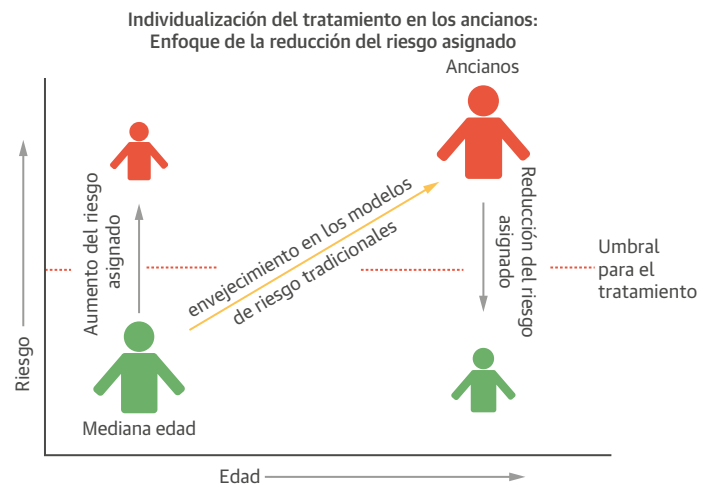 Individualización del tratamiento en los ancianos:
Enfoque de la reducción del riesgo asignado
Ancianos
Aumento del riesgo
asignado
envejecimiento en los modelos
de riesgo tradicionales
Reducción del riesgo
asignado
Umbral
para el
tratamiento
Riesgo
Mediana edad
Edad